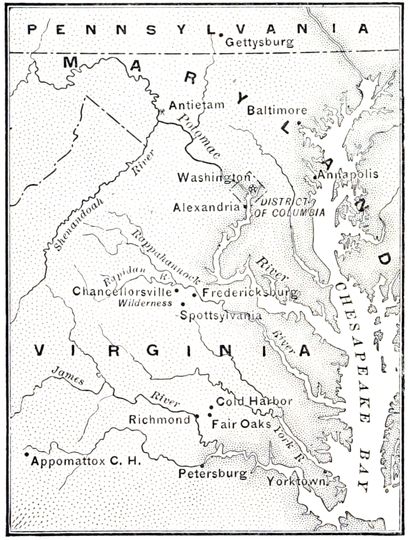 PENNSYLVANIA
Gettysburg
MARYLAND
Antietam
Baltimore
Potomac
River
Shenandoah
Washington
Annapolis
Alexandria
DISTRICT
OF COLUMBIA
Rappahannock
River
Rapidan R.
Chancellorsville
Fredericksburg
Wilderness
Spottsylvania
CHESAPEAKE BAY
River
VIRGINIA
James
River
Cold Harbor
Richmond
Fair Oaks
York R.
Appomattox C. H.
Petersburg
Yorktown